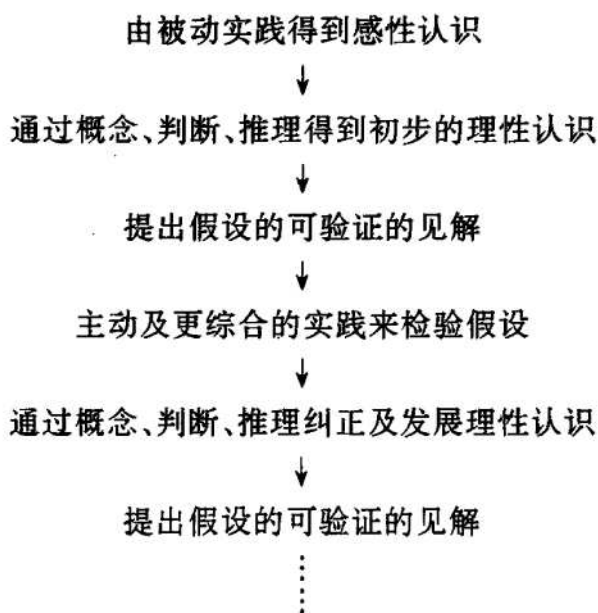 由被动实践得到感性认识
↓
通过概念、判断、推理得到初步的理性认识
↓
提出假设的可验证的见解
↓
主动及更综合的实践来检验假设
↓
通过概念、判断、推理纠正及发展理性认识
↓
提出假设的可验证的见解
⋮